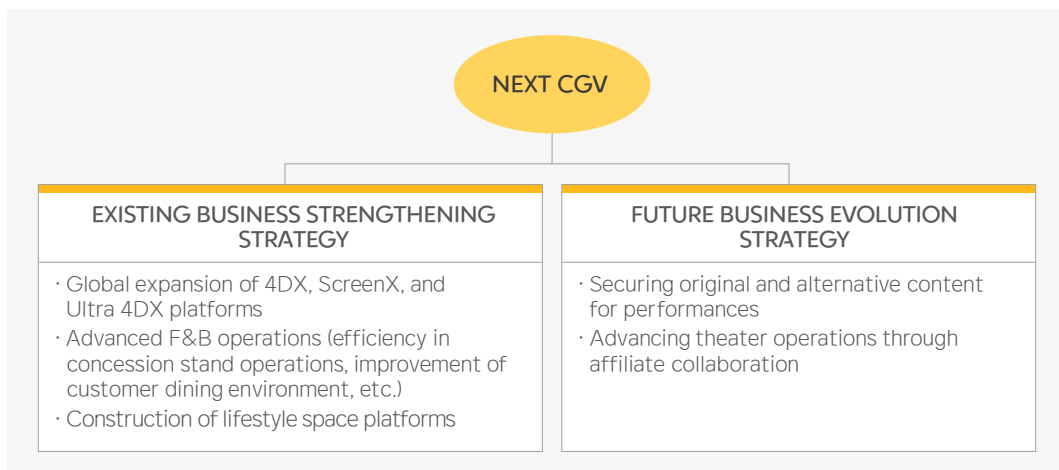 NEXT CGV
EXISTING BUSINESS STRENGTHENING
STRATEGY
· Global expansion of 4DX, ScreenX, and
Ultra 4DX platforms
· Advanced F&B operations (efficiency in
concession stand operations, improvement of
customer dining environment, etc.)
· Construction of lifestyle space platforms
FUTURE BUSINESS EVOLUTION
STRATEGY
· Securing original and alternative content
for performances
· Advancing theater operations through
affiliate collaboration